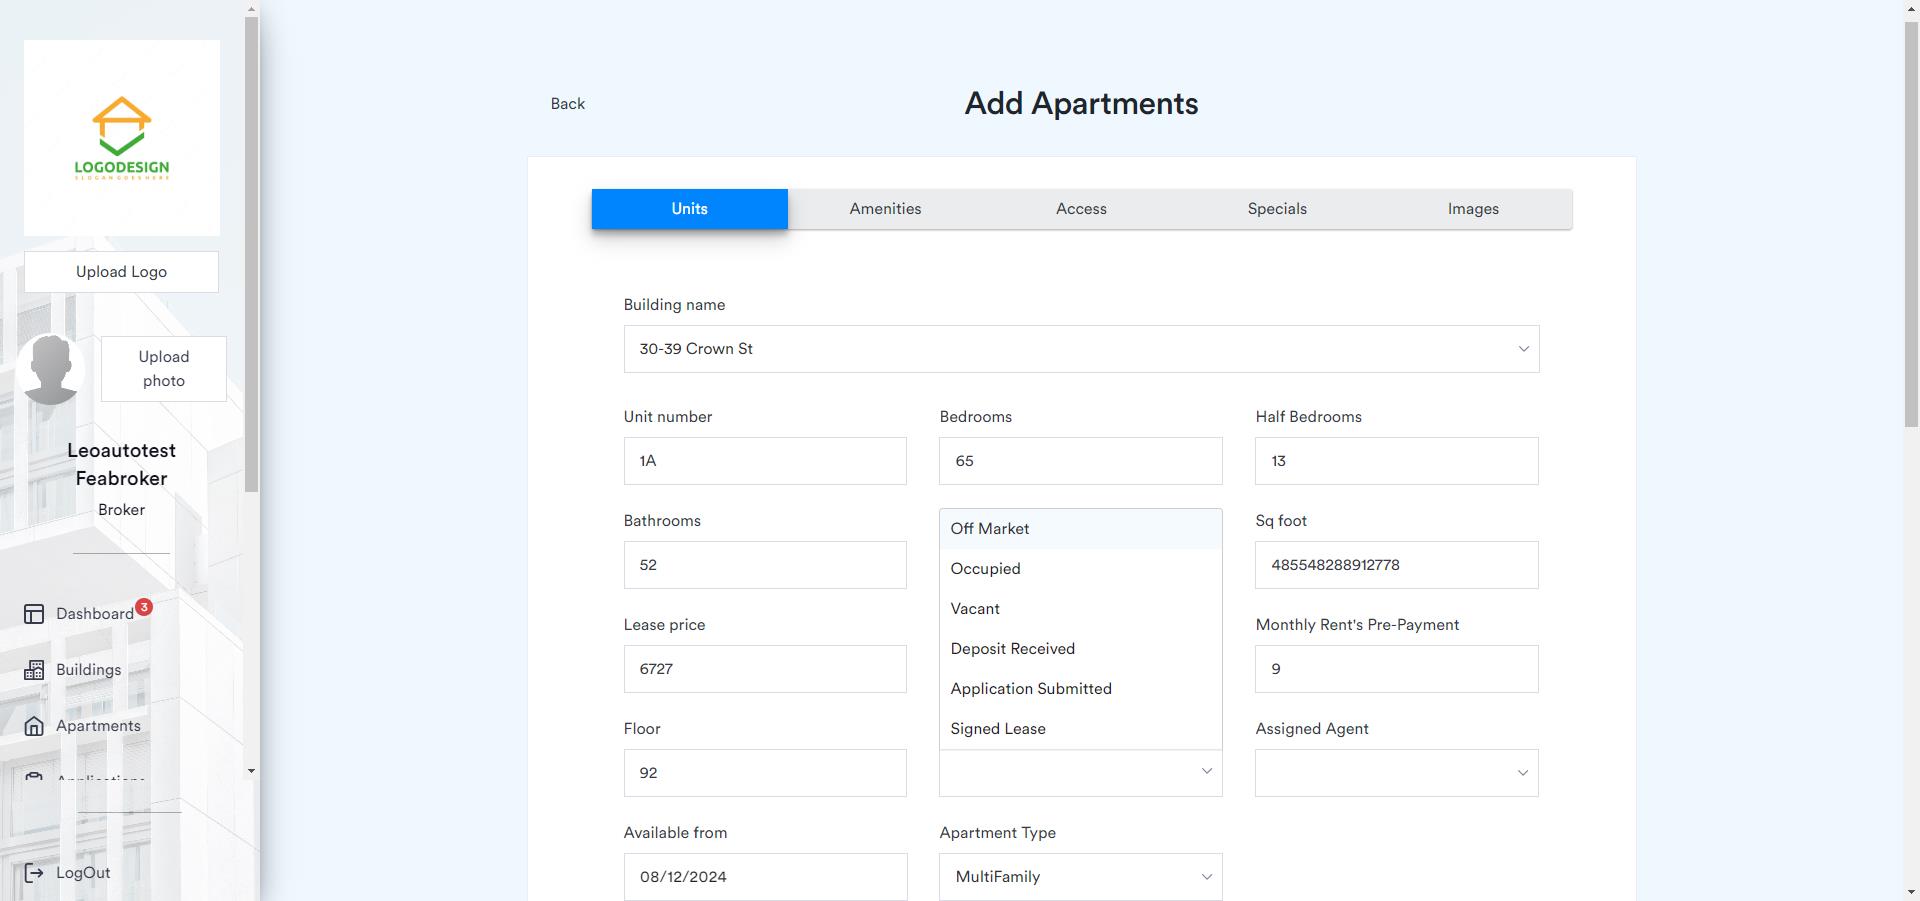 LOGODESIGN
SLOGANGOESHERE
Upload Logo
Upload
photo
Leoautotest
Feabroker
Broker
Dashboard 3
Buildings
Apartments
Applications
LogOut
Back
Add Apartments
Units Amenities Access Specials Images
Building name
30-39 Crown St
Unit number Bedrooms Half Bedrooms
1A 65 13
Bathrooms
52
Off Market
Occupied
Vacant
Deposit Received
Application Submitted
Signed Lease
Sq foot
485548288912778
Lease price
6727
Monthly Rent's Pre-Payment
9
Floor
92
Assigned Agent
Available from Apartment Type
08/12/2024 MultiFamily